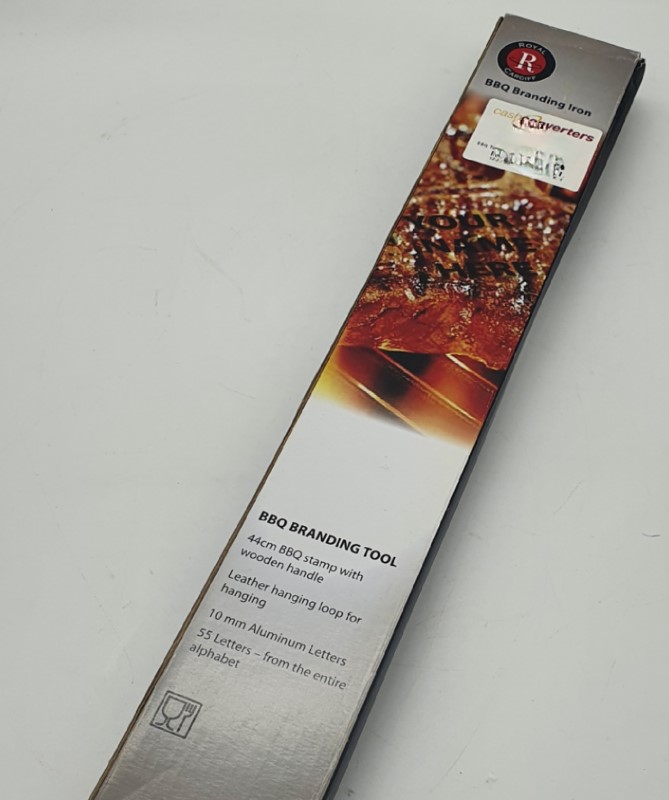 ROYAL
R
CARDIFF
BBQ Branding Iron
cash converters
YOUR
NAME
HERE
BBQ BRANDING TOOL
44cm BBQ stamp with
wooden handle
Leather hanging loop for
hanging
10 mm Aluminum Letters
55 Letters – from the entire
alphabet